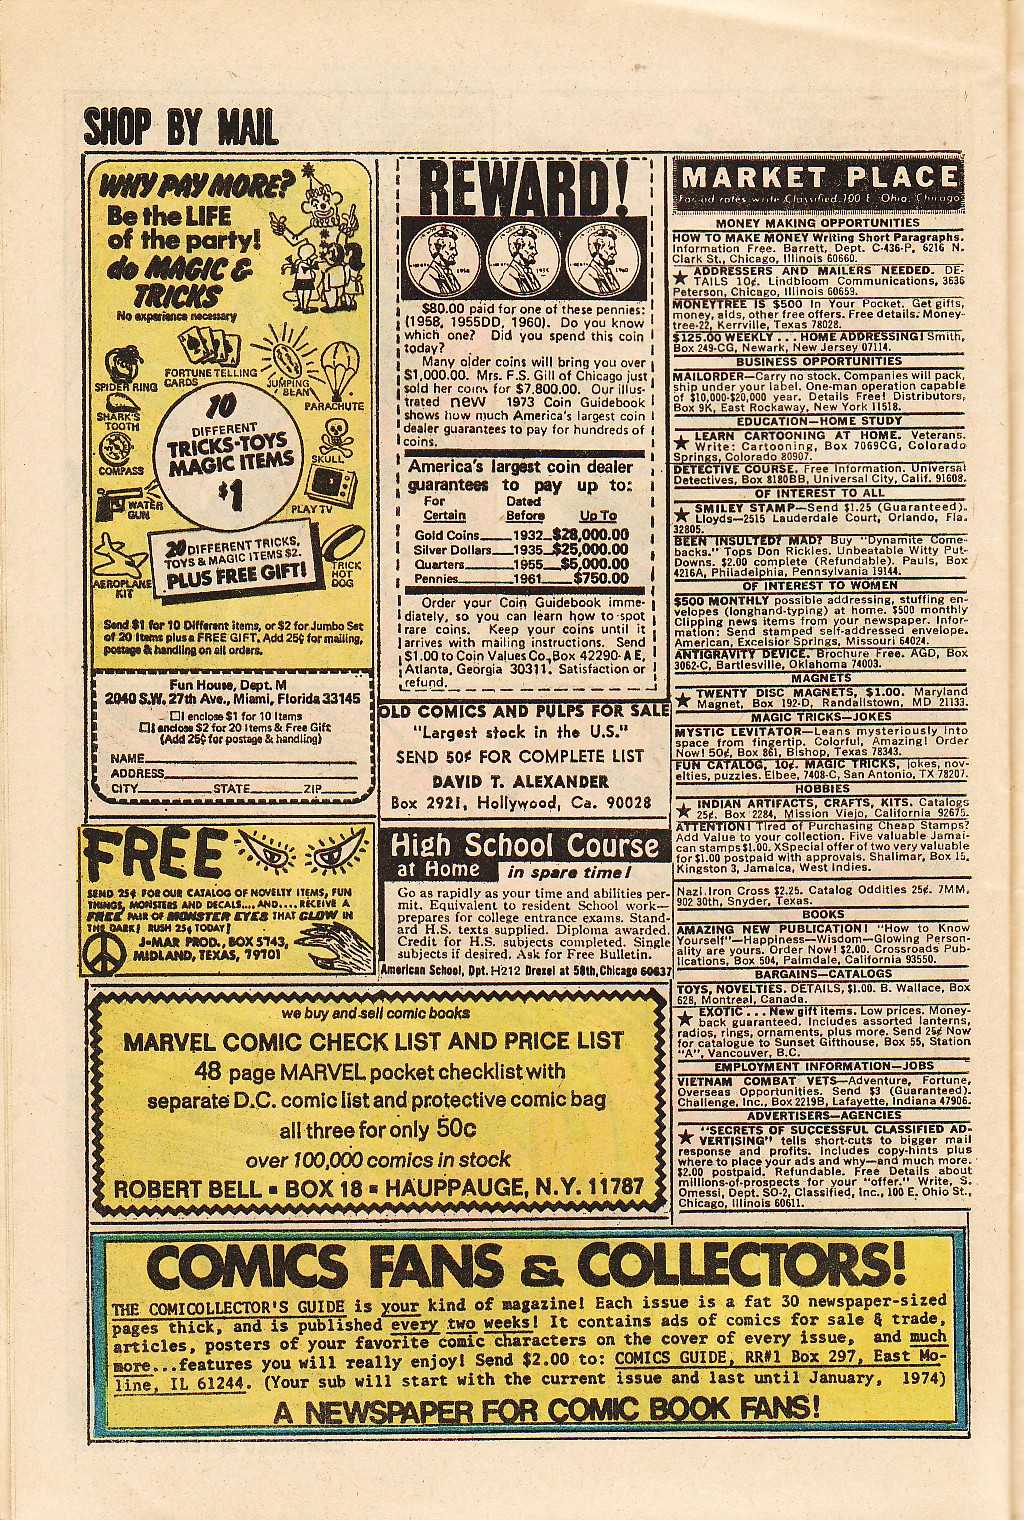 SHOP BY MAIL
WHY PAY MORE?
Be the LIFE
of the party!
do MAGIC &
TRICKS
No experience necessary
SPIDER RING
FORTUNE TELLING
CARDS
JUMPING
BEAN
PARACHUTE
SHARK'S
TOOTH
COMPASS
WATER
GUN
AEROPLANE
KIT
SKULL
PLAY TV
TRICK
HOT
DOG
10
DIFFERENT
TRICKS-TOYS
MAGIC ITEMS
$1
20 DIFFERENT TRICKS,
TOYS & MAGIC ITEMS $2.
PLUS FREE GIFT!
Send $1 for 10 Different items, or $2 for Jumbo Set
of 20 Items plus a FREE GIFT. Add 25¢ for mailing,
postage & handling on all orders.
Fun House, Dept. M
2040 S.W. 27th Ave., Miami, Florida 33145
I enclose $1 for 10 Items
I enclose $2 for 20 Items & Free Gift
(Add 25¢ for postage & handling)
NAME
ADDRESS
CITY STATE ZIP
FREE
SEND 25¢ FOR OUR CATALOG OF NOVELTY ITEMS, FUN
THINGS, MONSTERS AND DECALS...AND....RECEIVE A
FREE PAIR OF MONSTER EYES THAT GLOW IN
THE DARK! RUSH 25¢ TODAY!
J-MAR PROD., BOX 5743,
MIDLAND, TEXAS, 79701
REWARD!
$80.00 paid for one of these pennies:
(1958, 1955DD, 1960). Do you know
which one? Did you spend this coin
today?
Many older coins will bring you over
$1,000.00. Mrs. F.S. Gill of Chicago just
sold her coins for $7,800.00. Our illus-
trated new 1973 Coin Guidebook
shows how much America's largest coin
dealer guarantees to pay for hundreds of
coins.
America's largest coin dealer
guarantees to pay up to:
For Dated
Certain Before Up To
Gold Coins 1932 $28,000.00
Silver Dollars 1935 $25,000.00
Quarters 1955 $5,000.00
Pennies 1961 $750.00
Order your Coin Guidebook imme-
diately, so you can learn how to spot
rare coins. Keep your coins until it
arrives with mailing instructions. Send
$1.00 to Coin Values Co., Box 42290-AE,
Atlanta, Georgia 30311. Satisfaction or
refund.
OLD COMICS AND PULPS FOR SALE
"Largest stock in the U.S."
SEND 50¢ FOR COMPLETE LIST
DAVID T. ALEXANDER
Box 2921, Hollywood, Ca. 90028
High School Course
at Home in spare time!
Go as rapidly as your time and abilities per-
mit. Equivalent to resident School work—
prepares for college entrance exams. Stand-
ard H.S. texts supplied. Diploma awarded.
Credit for H.S. subjects completed. Single
subjects if desired. Ask for Free Bulletin.
American School, Dpt. H212 Drexel at 58th, Chicago 60637
we buy and sell comic books
MARVEL COMIC CHECK LIST AND PRICE LIST
48 page MARVEL pocket checklist with
separate D.C. comic list and protective comic bag
all three for only 50c
over 100,000 comics in stock
ROBERT BELL • BOX 18 • HAUPPAUGE, N.Y. 11787
MARKET PLACE
For ad rates write Classified 100 E. Ohio, Chicago
MONEY MAKING OPPORTUNITIES
HOW TO MAKE MONEY Writing Short Paragraphs.
Information Free. Barrett, Dept. C-436-P, 6216 N.
Clark St., Chicago, Illinois 60660.
★ ADDRESSERS AND MAILERS NEEDED. DE-
TAILS 10¢. Lindbloom Communications, 3636
Peterson, Chicago, Illinois 60659.
MONEYTREE IS $500 In Your Pocket. Get gifts,
money, aids, other free offers. Free details. Money-
tree-22, Kerrville, Texas 78028.
$125.00 WEEKLY . . . HOME ADDRESSING! Smith,
Box 249-CG, Newark, New Jersey 07114.
BUSINESS OPPORTUNITIES
MAILORDER—Carry no stock. Companies will pack,
ship under your label. One-man operation capable
of $10,000-$20,000 year. Details Free! Distributors,
Box 9K, East Rockaway, New York 11518.
EDUCATION—HOME STUDY
★ LEARN CARTOONING AT HOME. Veterans.
Write: Cartooning, Box 7069CG, Colorado
Springs, Colorado 80907.
DETECTIVE COURSE. Free Information. Universal
Detectives, Box 8180BB, Universal City, Calif. 91608.
OF INTEREST TO ALL
★ SMILEY STAMP—Send $1.25 (Guaranteed).
Lloyds—2515 Lauderdale Court, Orlando, Fla.
32805.
BEEN INSULTED? MAD? Buy "Dynamite Come-
backs." Tops Don Rickles. Unbeatable Witty Put-
Downs. $2.00 complete (Refundable). Pauls, Box
4216A, Philadelphia, Pennsylvania 19144.
OF INTEREST TO WOMEN
$500 MONTHLY possible addressing, stuffing en-
velopes (longhand-typing) at home. $500 monthly
Clipping news items from your newspaper. Infor-
mation: Send stamped self-addressed envelope.
American, Excelsior Springs, Missouri 64024.
ANTIGRAVITY DEVICE. Brochure Free. AGD, Box
3062-C, Bartlesville, Oklahoma 74003.
MAGNETS
★ TWENTY DISC MAGNETS, $1.00. Maryland
Magnet, Box 192-D, Randallstown, MD 21133.
MAGIC TRICKS—JOKES
MYSTIC LEVITATOR—Leans mysteriously into
space from fingertip. Colorful, Amazing! Order
Now! 50¢, Box 861, Bishop, Texas 78343.
FUN CATALOG, 10¢. MAGIC TRICKS, jokes, nov-
elties, puzzles. Elbee, 7408-C, San Antonio, TX 78207.
HOBBIES
★ INDIAN ARTIFACTS, CRAFTS, KITS. Catalogs
25¢. Box 2284, Mission Viejo, California 92675.
ATTENTION! Tired of Purchasing Cheap Stamps?
Add Value to your collection. Five valuable Jamai-
can stamps $1.00. XSpecial offer of two very valuable
for $1.00 postpaid with approvals. Shalimar, Box 15,
Kingston 3, Jamaica, West Indies.
Nazi Iron Cross $2.25. Catalog Oddities 25¢. 7MM,
902 30th, Snyder, Texas.
BOOKS
AMAZING NEW PUBLICATION! "How to Know
Yourself"—Happiness—Wisdom—Glowing Person-
ality are yours. Order Now! $2.00. Crossroads Pub-
lications, Box 504, Palmdale, California 93550.
BARGAINS—CATALOGS
TOYS, NOVELTIES. DETAILS, $1.00. B. Wallace, Box
628, Montreal, Canada.
★ EXOTIC . . . New gift items. Low prices. Money-
back guaranteed. Includes assorted lanterns,
radios, rings, ornaments, plus more. Send 25¢ Now
for catalogue to Sunset Gifthouse, Box 55, Station
"A", Vancouver, B.C.
EMPLOYMENT INFORMATION—JOBS
VIETNAM COMBAT VETS—Adventure, Fortune,
Overseas Opportunities. Send $3 (Guaranteed).
Challenge, Inc., Box 2219B, Lafayette, Indiana 47906.
ADVERTISERS—AGENCIES
★ "SECRETS OF SUCCESSFUL CLASSIFIED AD-
VERTISING" tells short-cuts to bigger mail
response and profits. Includes copy-hints plus
where to place your ads and why—and much more.
$2.00 postpaid. Refundable. Free Details about
millions-of-prospects for your "offer." Write, S.
Omessi, Dept. SO-2, Classified, Inc., 100 E. Ohio St.,
Chicago, Illinois 60611.
COMICS FANS & COLLECTORS!
THE COMICOLLECTOR'S GUIDE is your kind of magazine! Each issue is a fat 30 newspaper-sized
pages thick, and is published every two weeks! It contains ads of comics for sale & trade,
articles, posters of your favorite comic characters on the cover of every issue, and much
more...features you will really enjoy! Send $2.00 to: COMICS GUIDE, RR#1 Box 297, East Mo-
line, IL 61244. (Your sub will start with the current issue and last until January, 1974)
A NEWSPAPER FOR COMIC BOOK FANS!